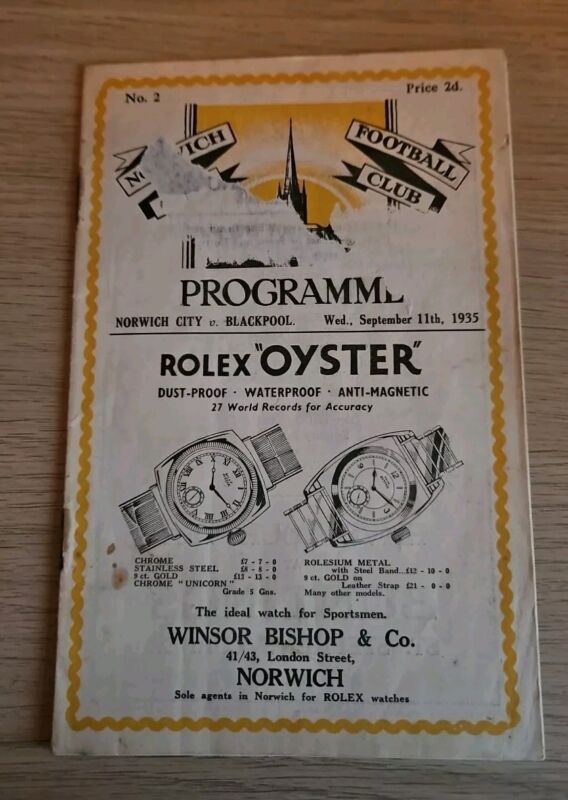 No. 2
Price 2d.
FOOTBALL
CLUB
PROGRAMME
NORWICH CITY v. BLACKPOOL. Wed., September 11th, 1935
ROLEX "OYSTER"
DUST-PROOF · WATERPROOF · ANTI-MAGNETIC
27 World Records for Accuracy
CHROME £7 - 7 - 0
STAINLESS STEEL £8 - 8 - 0
9 ct. GOLD £13 - 13 - 0
CHROME "UNICORN"
Grade 5 Gns.
ROLESIUM METAL
with Steel Band...£12 - 10 - 0
9 ct. GOLD on
Leather Strap £21 - 0 - 0
Many other models.
The ideal watch for Sportsmen.
WINSOR BISHOP & Co.
41/43, London Street,
NORWICH
Sole agents in Norwich for ROLEX watches